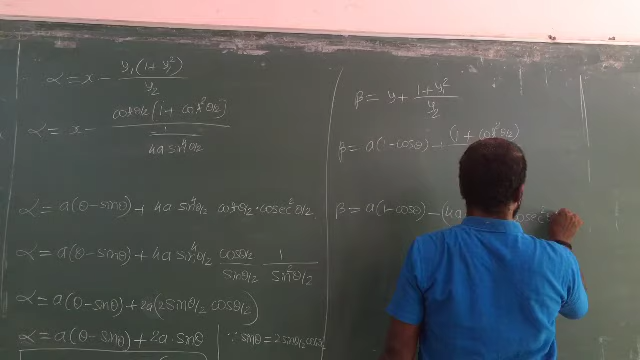 α = x - y₁(1+y₁²)/y₂
α = x - cotθ/2 (1 + cot²θ/2) / 1/4a sin⁴θ/2
α = a(θ - sinθ) + 4a sin⁴θ/2 cotθ/2 · cosec²θ/2.
α = a(θ - sinθ) + 4a sin⁴θ/2 cosθ/2 / sinθ/2 1/sin²θ/2
α = a(θ - sinθ) + 2a(2 sinθ/2 cosθ/2)
α = a(θ - sinθ) + 2a · sinθ
∵ sinθ = 2 sinθ/2 cosθ/2
β = y + 1+y₁²/y₂
β = a(1 - cosθ) - (1 + cot²θ/2)
β = a(1 - cosθ) - (4a cosec²